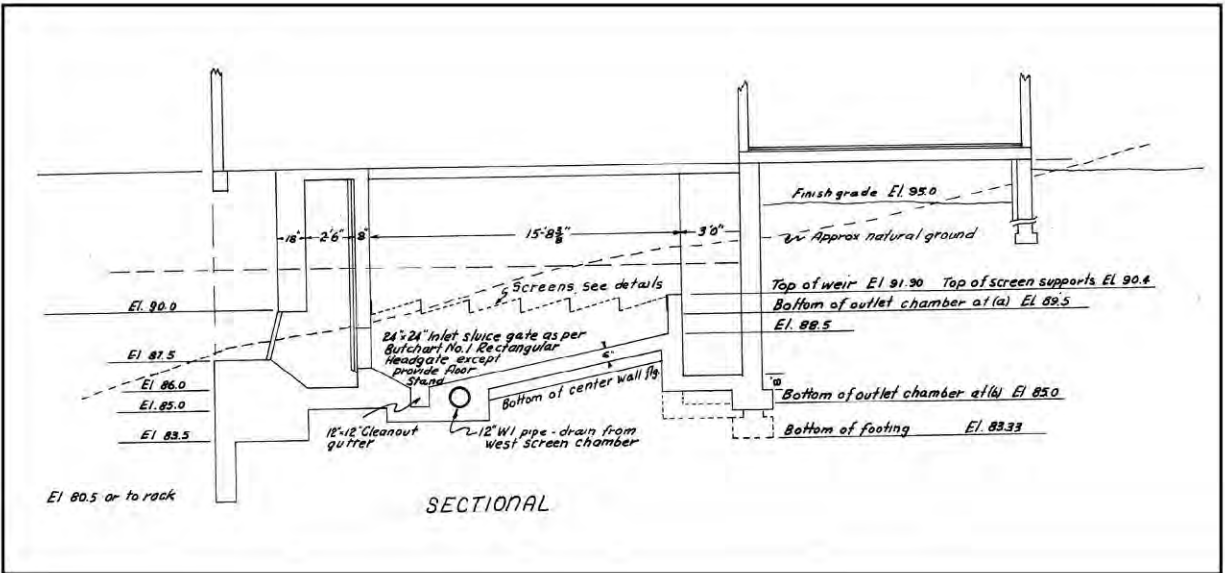 Finish grade El. 95.0
18"
2'6"
8"
15'-8 3/8"
3'0"
Approx natural ground
Screens see details
Top of weir El 91.90 Top of screen supports El 90.4
El. 90.0
Bottom of outlet chamber at (a) El 89.5
El. 88.5
24"x24" Inlet sluice gate as per
Butchart No. 1 Rectangular
Headgate except
provide floor
Stand
6"
El 87.5
El 86.0
Bottom of center wall ftg.
8"
Bottom of outlet chamber at (b) El 85.0
El. 85.0
El 83.5
12"x12" Cleanout
gutter
12" WI pipe - drain from
West screen chamber
Bottom of footing El. 83.33
El 80.5 or to rock
SECTIONAL